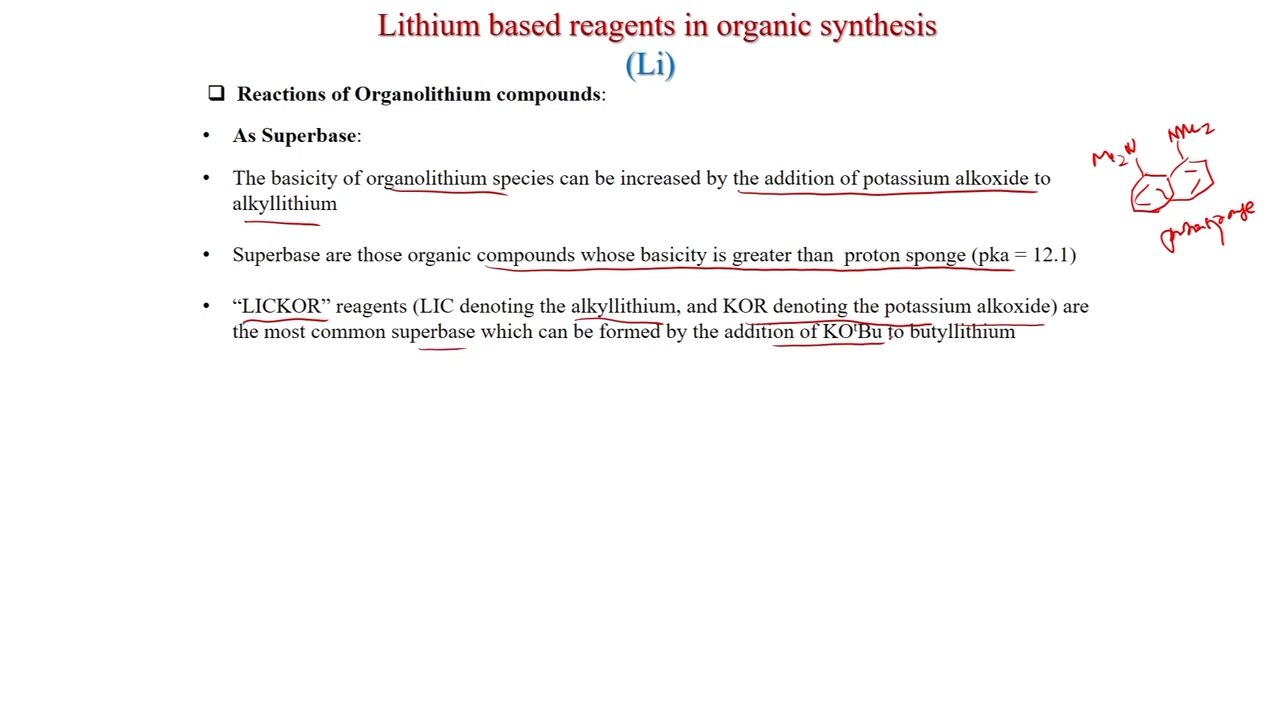 Lithium based reagents in organic synthesis
(Li)
❑ Reactions of Organolithium compounds:
• As Superbase:
• The basicity of organolithium species can be increased by the addition of potassium alkoxide to
alkyllithium
• Superbase are those organic compounds whose basicity is greater than proton sponge (pka = 12.1)
• “LICKOR” reagents (LIC denoting the alkyllithium, and KOR denoting the potassium alkoxide) are
the most common superbase which can be formed by the addition of KOᵗBu to butyllithium
Me2N
NMe2